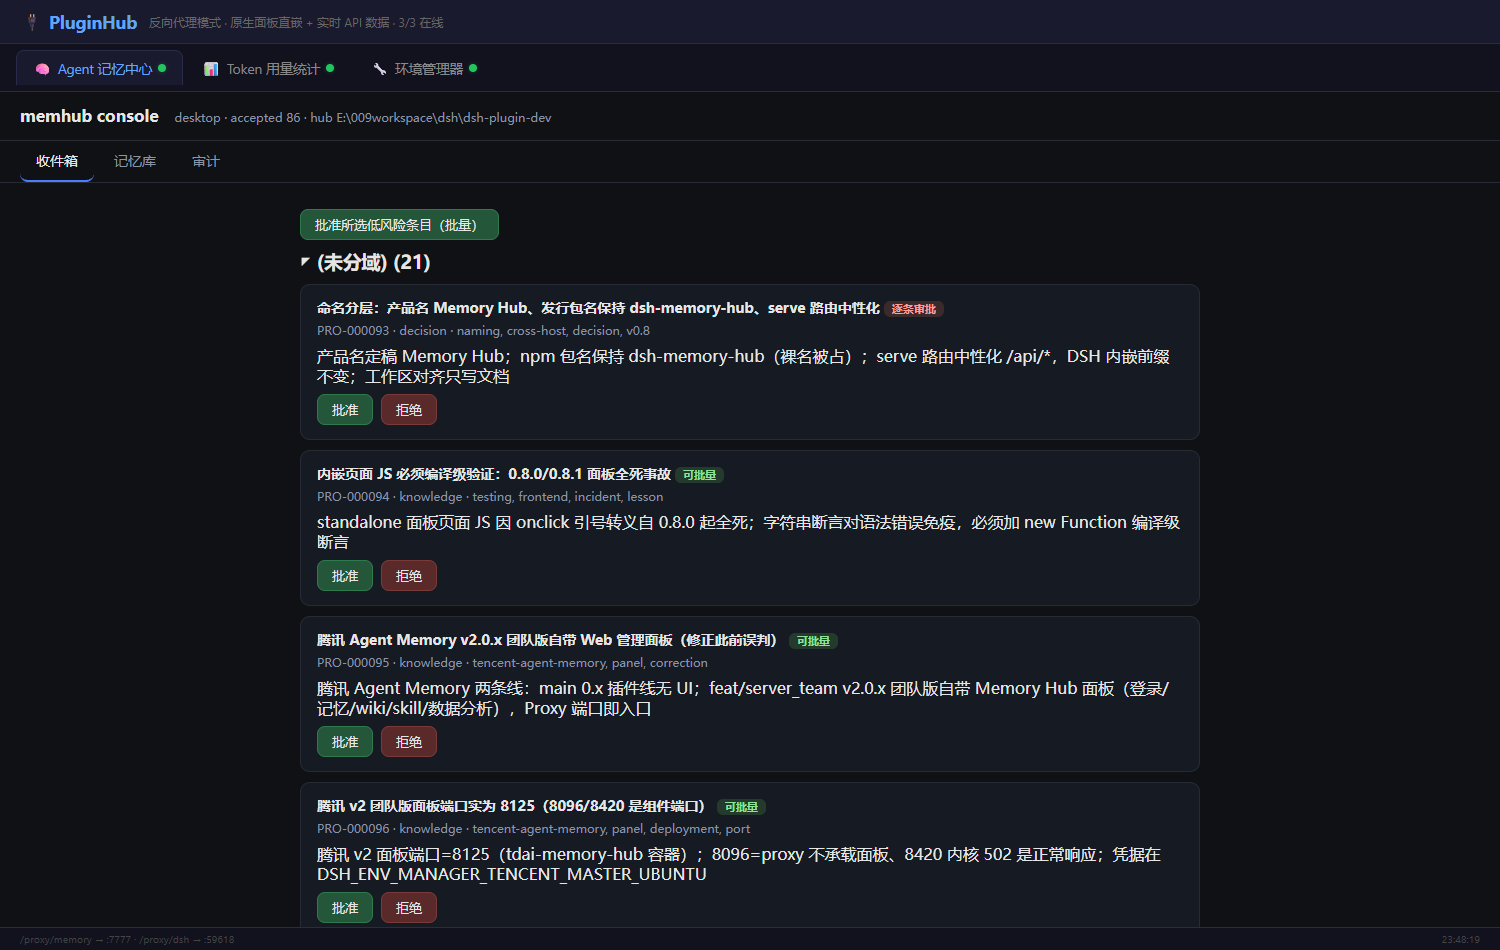 PluginHub 反向代理模式 · 原生面板直嵌 + 实时 API 数据 · 3/3 在线
Agent 记忆中心 Token 用量统计 环境管理器
memhub console desktop · accepted 86 · hub E:\009workspace\dsh\dsh-plugin-dev
收件箱 记忆库 审计
批准所选低风险条目（批量）
(未分域) (21)
命名分层：产品名 Memory Hub、发行包名保持 dsh-memory-hub、serve 路由中性化 逐条审批
PRO-000093 · decision · naming, cross-host, decision, v0.8
产品名定稿 Memory Hub；npm 包名保持 dsh-memory-hub（裸名被占）；serve 路由中性化 /api/*，DSH 内嵌前缀
不变；工作区对齐只写文档
批准 拒绝
内嵌页面 JS 必须编译级验证：0.8.0/0.8.1 面板全死事故 可批量
PRO-000094 · knowledge · testing, frontend, incident, lesson
standalone 面板页面 JS 因 onclick 引号转义自 0.8.0 起全死；字符串断言对语法错误免疫，必须加 new Function 编译级
断言
批准 拒绝
腾讯 Agent Memory v2.0.x 团队版自带 Web 管理面板（修正此前误判） 可批量
PRO-000095 · knowledge · tencent-agent-memory, panel, correction
腾讯 Agent Memory 两条线：main 0.x 插件线无 UI；feat/server_team v2.0.x 团队版自带 Memory Hub 面板（登录/
记忆/wiki/skill/数据分析），Proxy 端口即入口
批准 拒绝
腾讯 v2 团队版面板端口实为 8125（8096/8420 是组件端口） 可批量
PRO-000096 · knowledge · tencent-agent-memory, panel, deployment, port
腾讯 v2 面板端口=8125（tdai-memory-hub 容器）；8096=proxy 不承载面板、8420 内核 502 是正常响应；凭据在
DSH_ENV_MANAGER_TENCENT_MASTER_UBUNTU
批准 拒绝
/proxy/memory → :7777 · /proxy/dsh → :59618 23:48:19